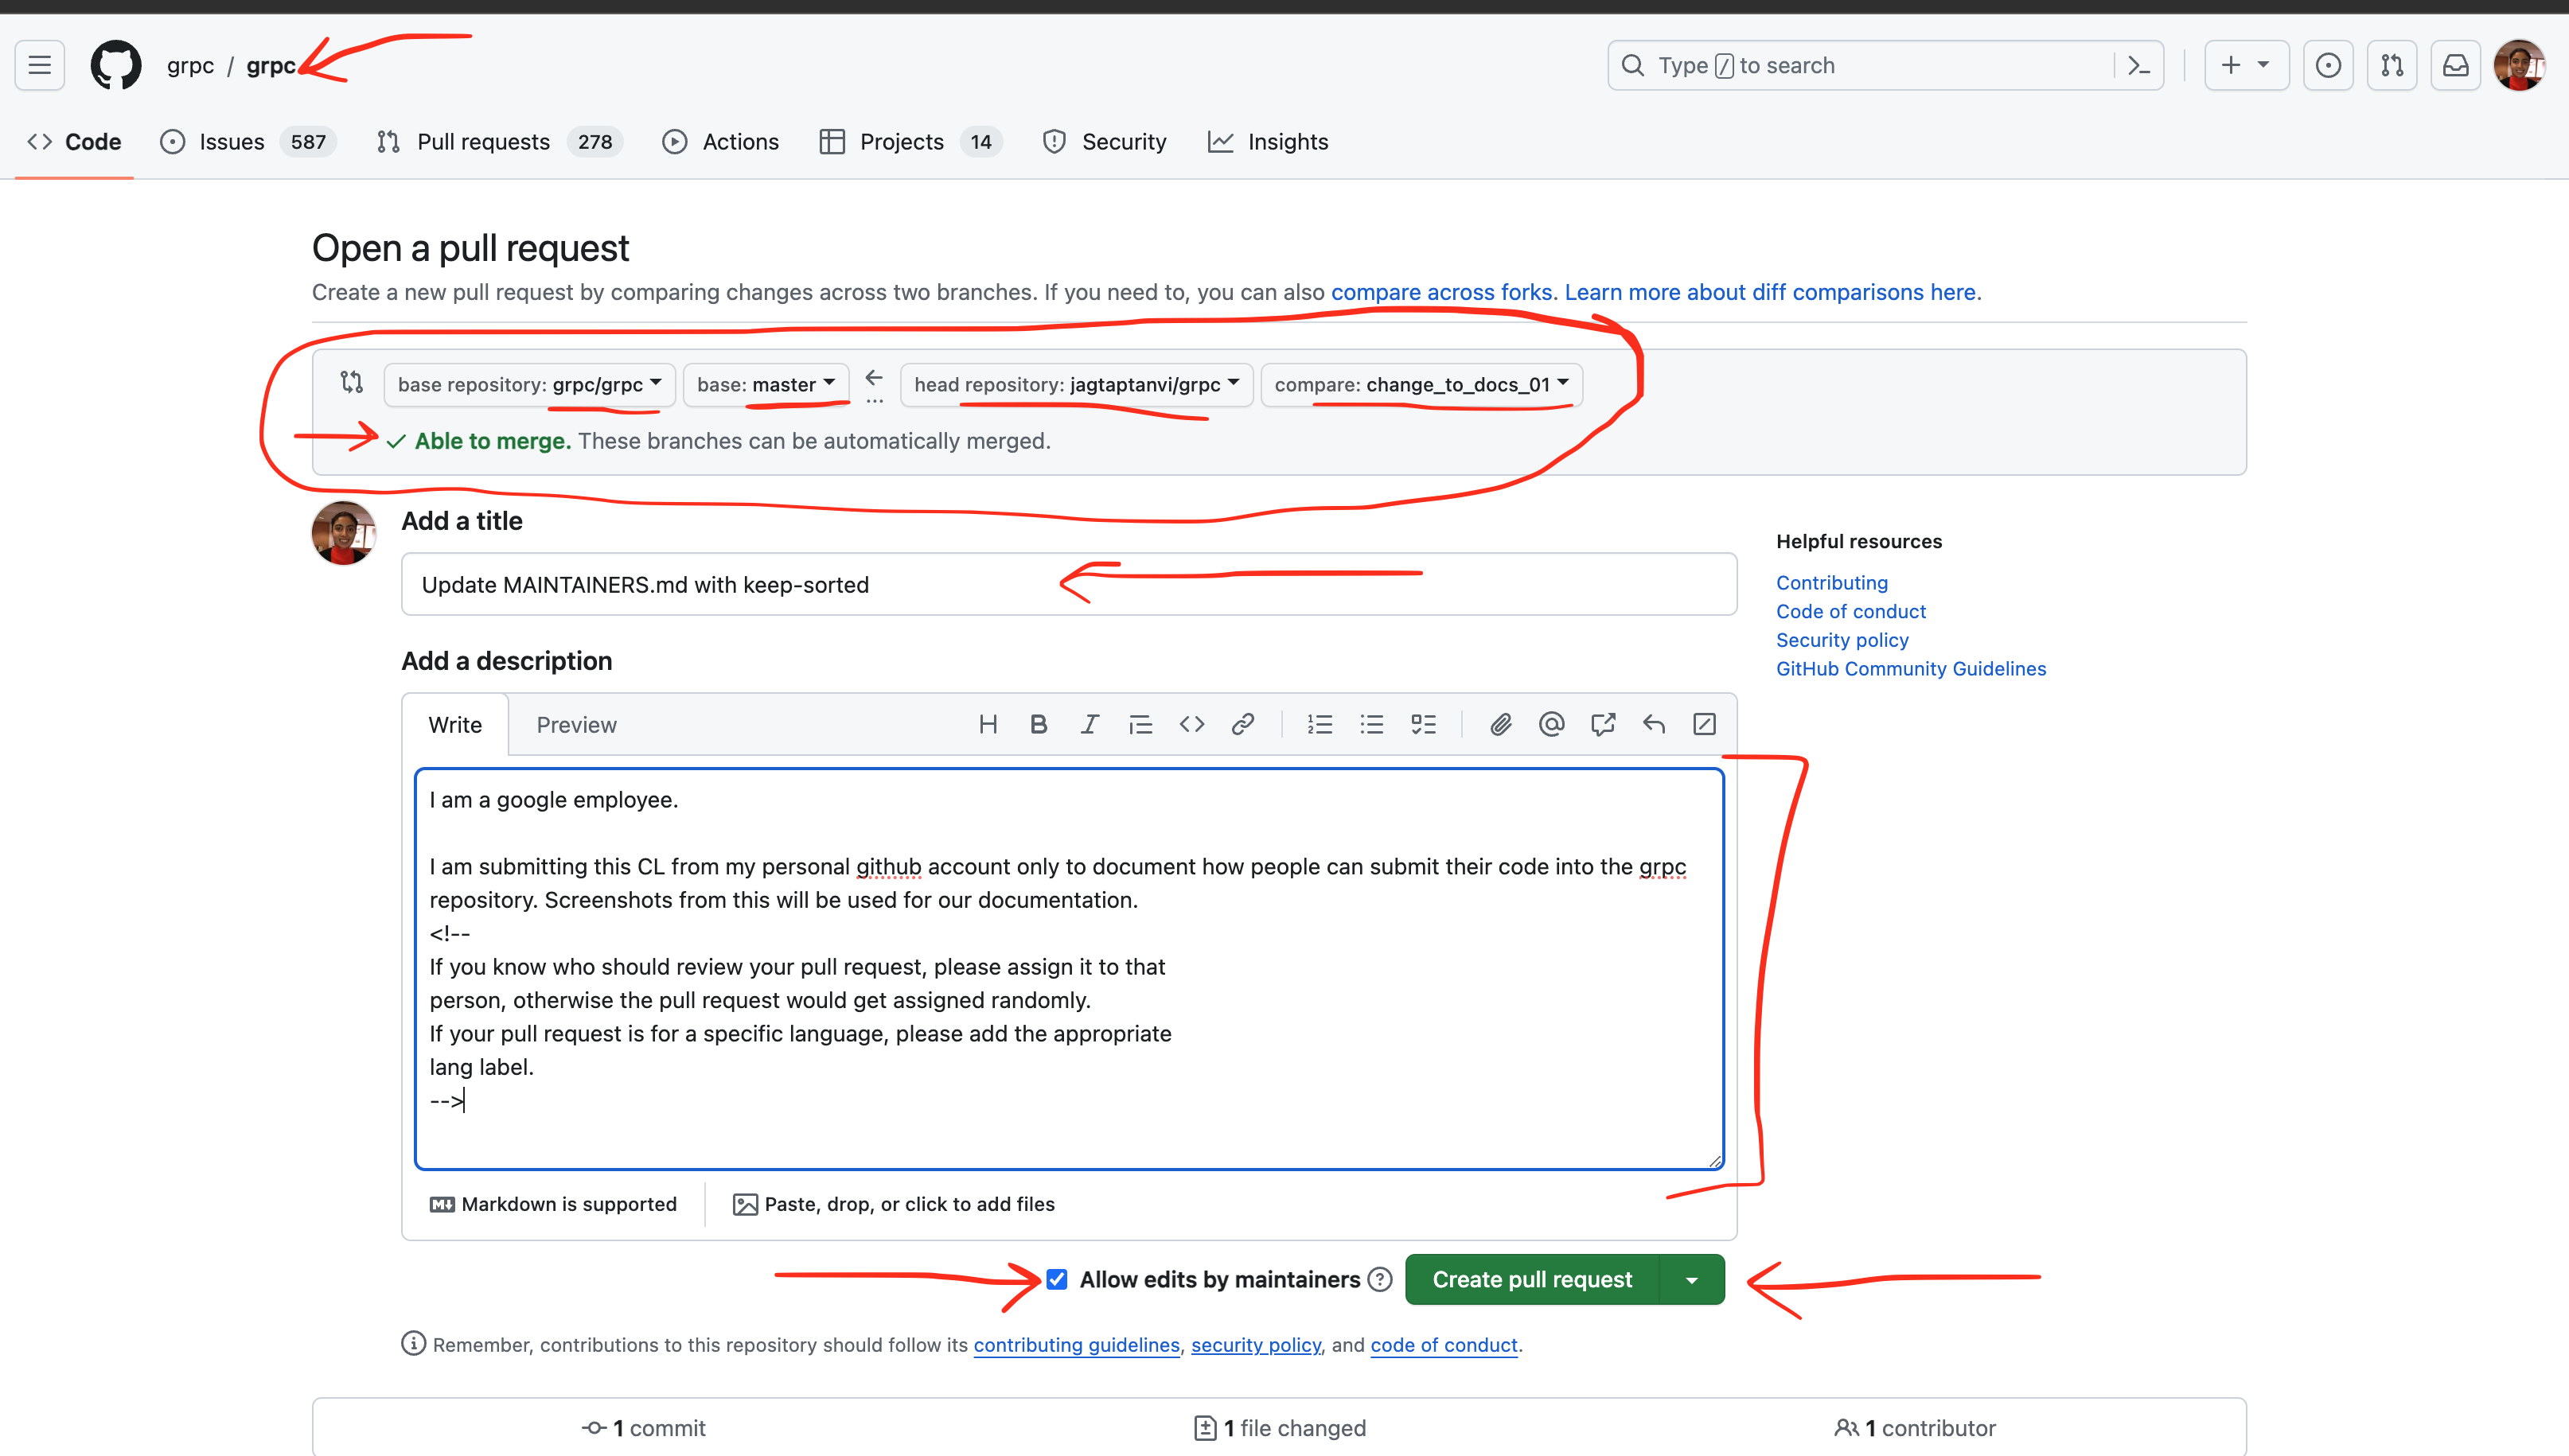 grpc / grpc
Type / to search
Code
Issues 587
Pull requests 278
Actions
Projects 14
Security
Insights
Open a pull request
Create a new pull request by comparing changes across two branches. If you need to, you can also compare across forks. Learn more about diff comparisons here.
base repository: grpc/grpc base: master ← ... head repository: jagtaptanvi/grpc compare: change_to_docs_01
Able to merge. These branches can be automatically merged.
Add a title
Update MAINTAINERS.md with keep-sorted
Add a description
Write Preview
I am a google employee.
I am submitting this CL from my personal github account only to document how people can submit their code into the grpc
repository. Screenshots from this will be used for our documentation.
<!--
If you know who should review your pull request, please assign it to that
person, otherwise the pull request would get assigned randomly.
If your pull request is for a specific language, please add the appropriate
lang label.
-->
Markdown is supported
Paste, drop, or click to add files
Allow edits by maintainers
Create pull request
Remember, contributions to this repository should follow its contributing guidelines, security policy, and code of conduct.
Helpful resources
Contributing
Code of conduct
Security policy
GitHub Community Guidelines
1 commit
1 file changed
1 contributor